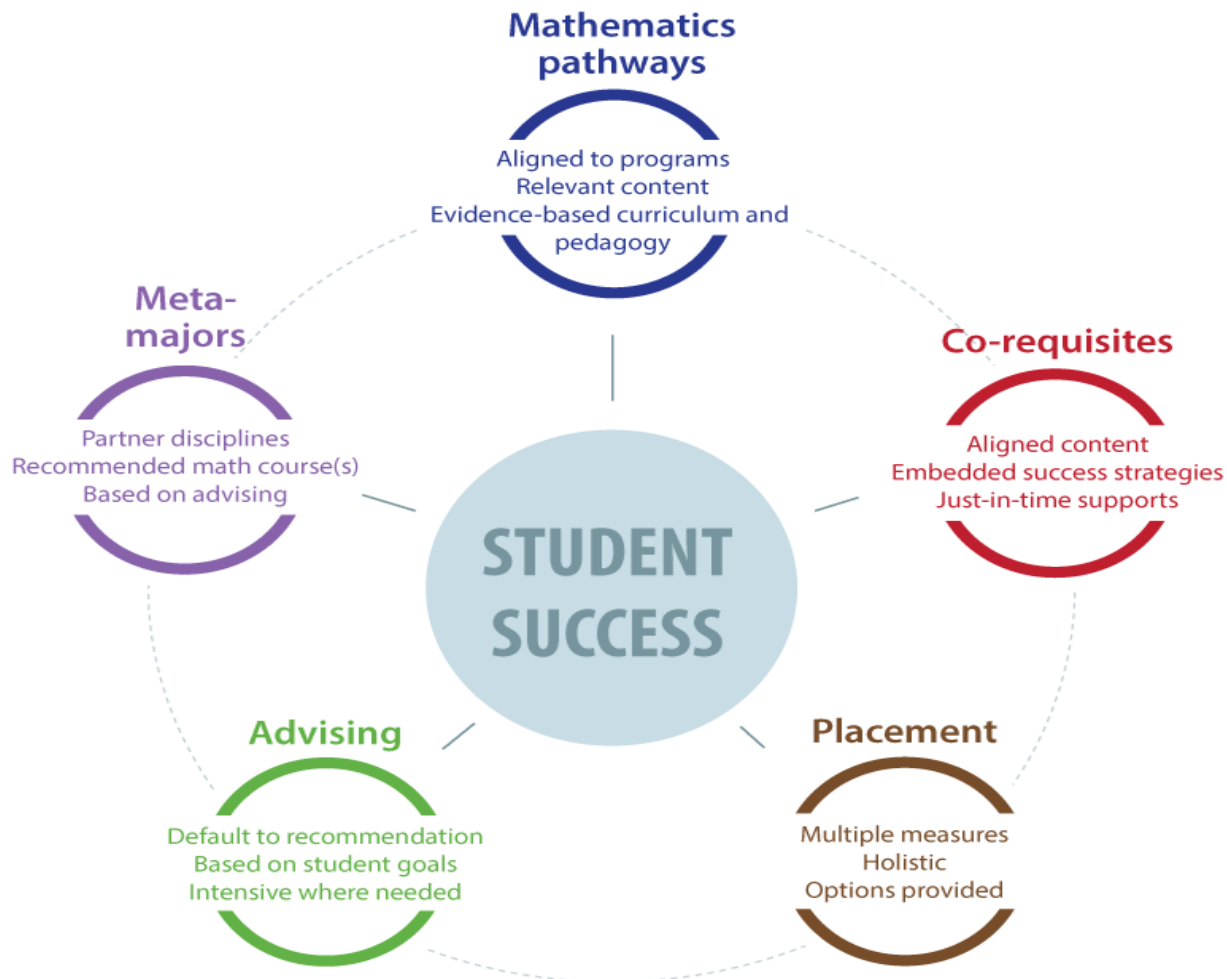 Mathematics
pathways
Aligned to programs
Relevant content
Evidence-based curriculum and
pedagogy
Meta-
majors
Partner disciplines
Recommended math course(s)
Based on advising
Co-requisites
Aligned content
Embedded success strategies
Just-in-time supports
STUDENT
SUCCESS
Advising
Default to recommendation
Based on student goals
Intensive where needed
Placement
Multiple measures
Holistic
Options provided